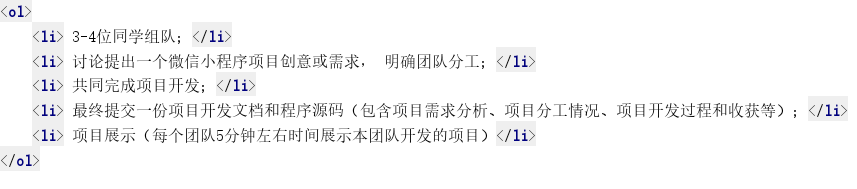 <ol>
<li> 3-4位同学组队; </li>
<li> 讨论提出一个微信小程序项目创意或需求， 明确团队分工; </li>
<li> 共同完成项目开发; </li>
<li> 最终提交一份项目开发文档和程序源码（包含项目需求分析、项目分工情况、项目开发过程和收获等）; </li>
<li> 项目展示（每个团队5分钟左右时间展示本团队开发的项目）</li>
</ol>